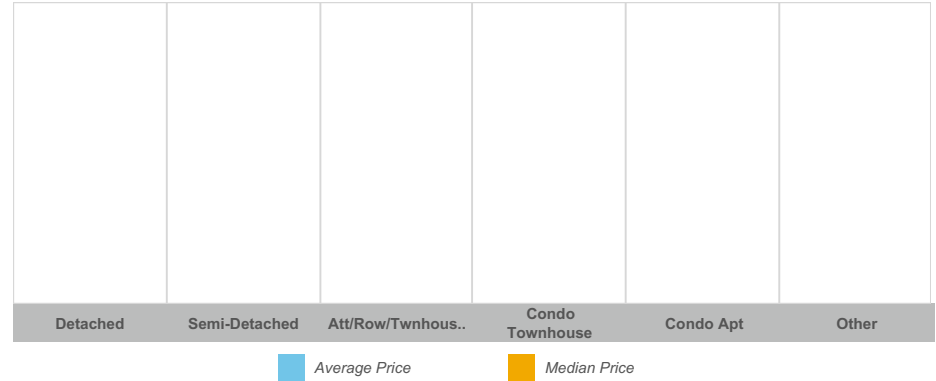 Detached
Semi-Detached
Att/Row/Twnhous..
Condo
Townhouse
Condo Apt
Other
Average Price
Median Price